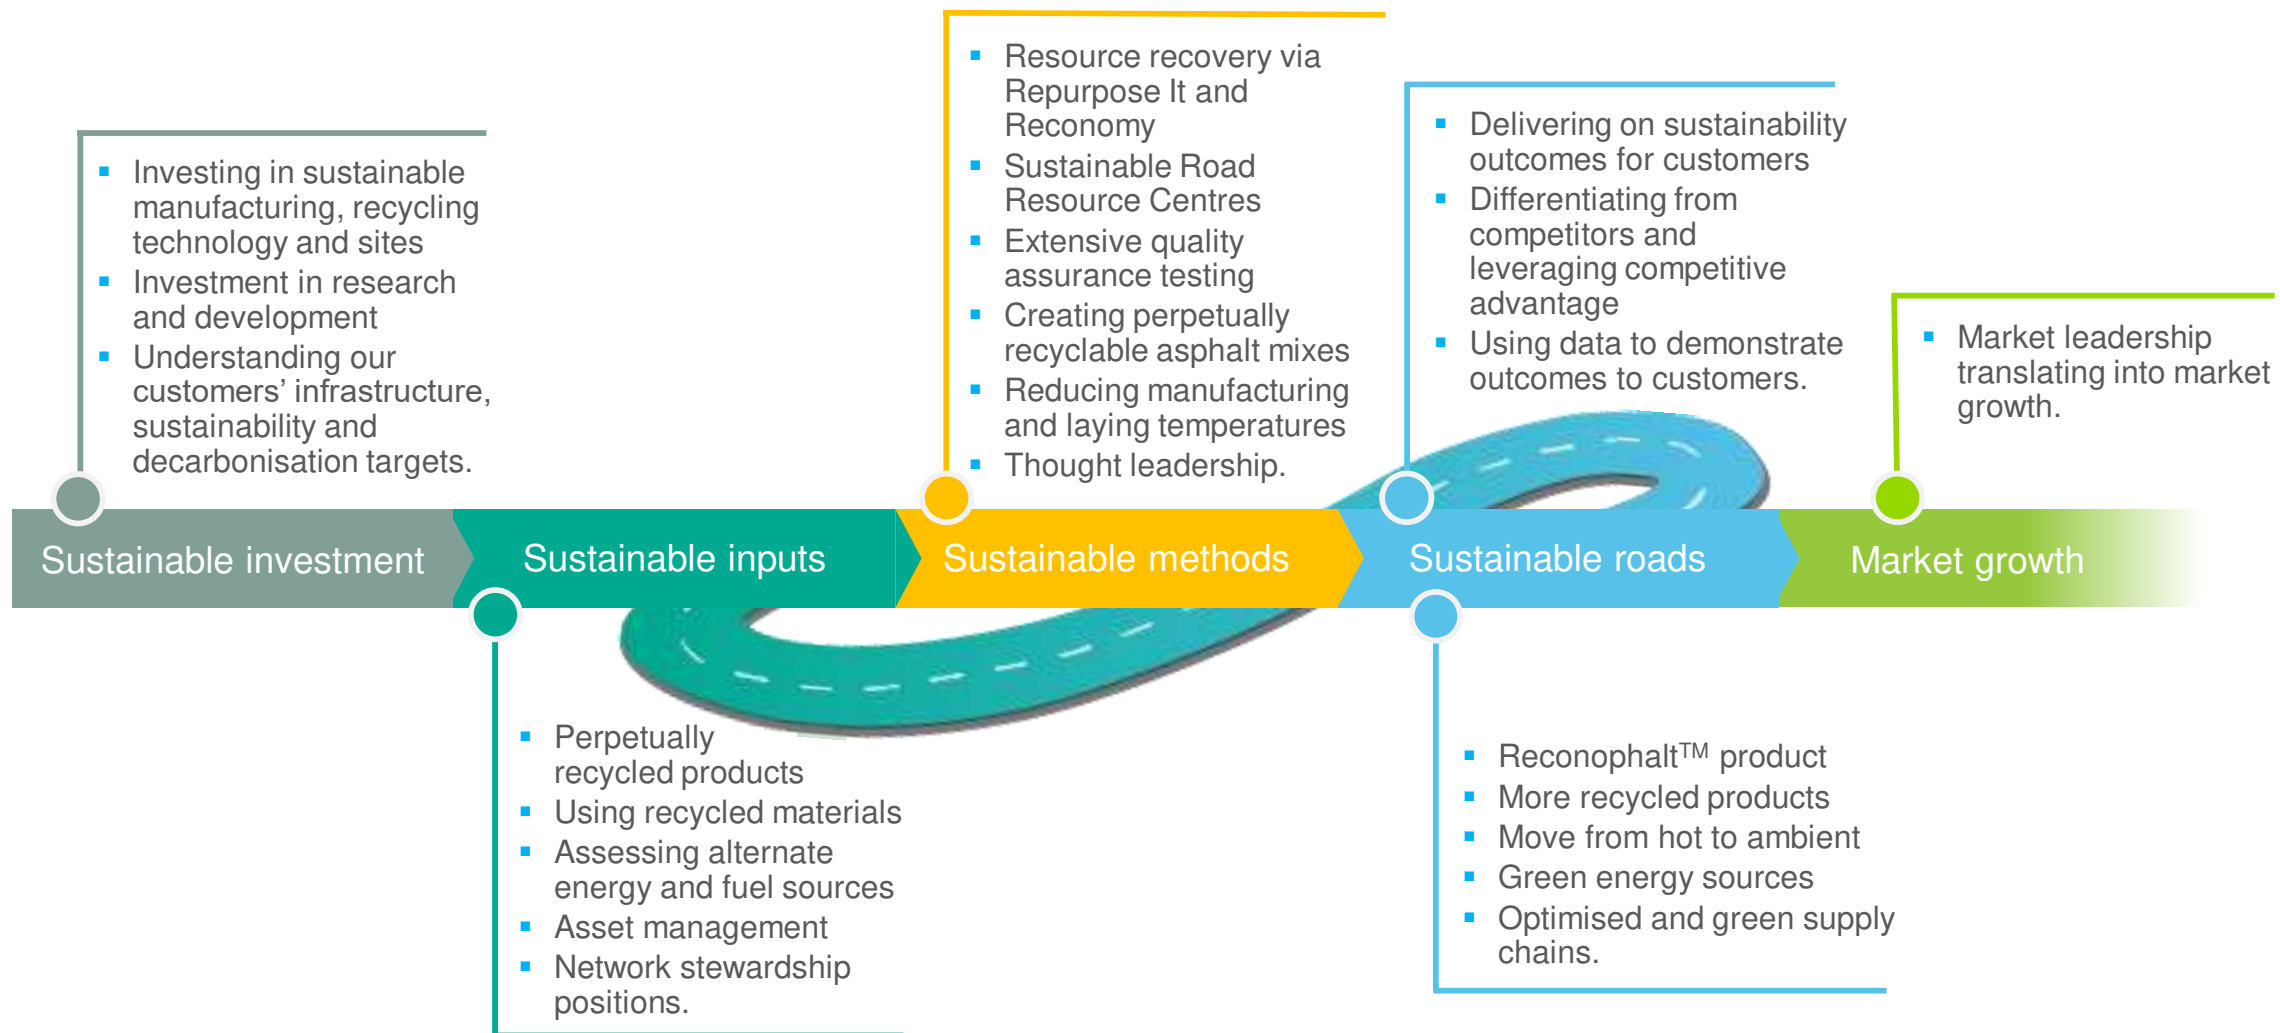 Investing in sustainable
manufacturing, recycling
technology and sites
Investment in research
and development
Understanding our
customers’ infrastructure,
sustainability and
decarbonisation targets.
Resource recovery via
Repurpose It and
Reconomy
Sustainable Road
Resource Centres
Extensive quality
assurance testing
Creating perpetually
recyclable asphalt mixes
Reducing manufacturing
and laying temperatures
Thought leadership.
Delivering on sustainability
outcomes for customers
Differentiating from
competitors and
leveraging competitive
advantage
Using data to demonstrate
outcomes to customers.
Market leadership
translating into market
growth.
Sustainable investment
Sustainable inputs
Sustainable methods
Sustainable roads
Market growth
Perpetually
recycled products
Using recycled materials
Assessing alternate
energy and fuel sources
Asset management
Network stewardship
positions.
Reconophalt™ product
More recycled products
Move from hot to ambient
Green energy sources
Optimised and green supply
chains.